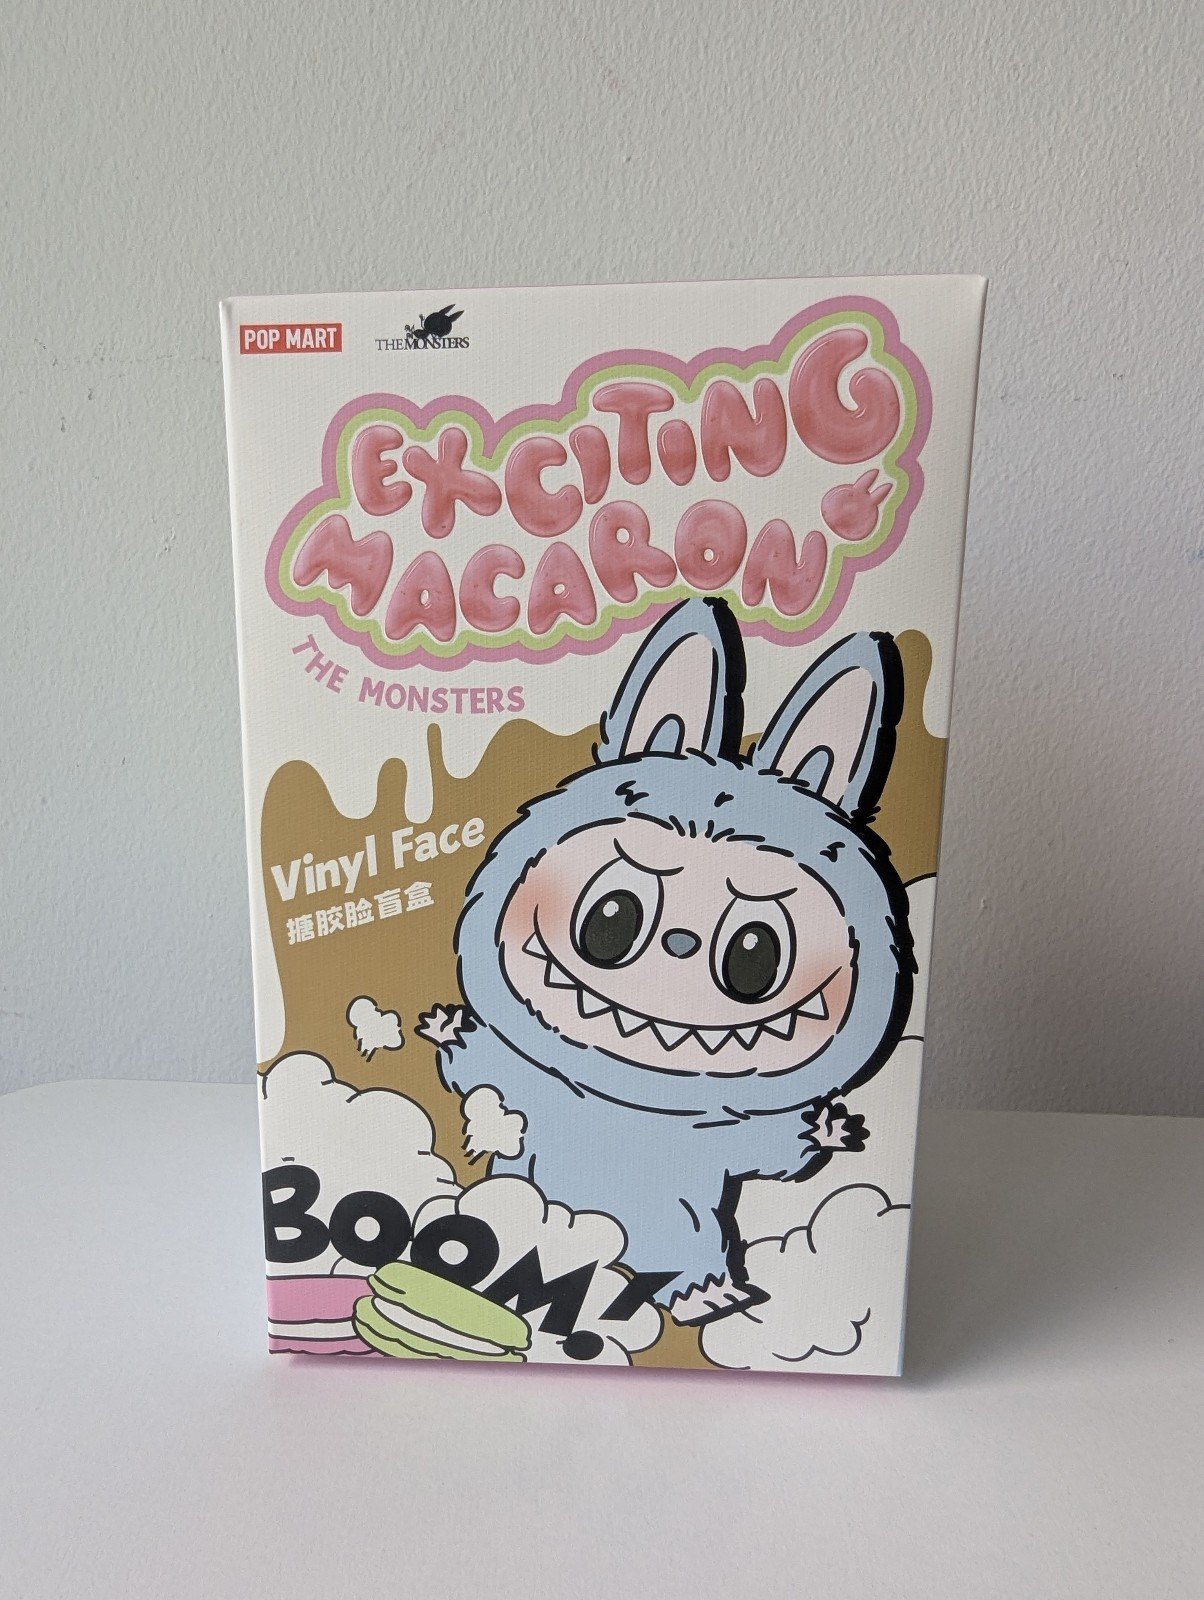 POP MART
THE MONSTERS
EXCITING
MACARON
THE MONSTERS
Vinyl Face
搪胶脸盲盒
BOOM!